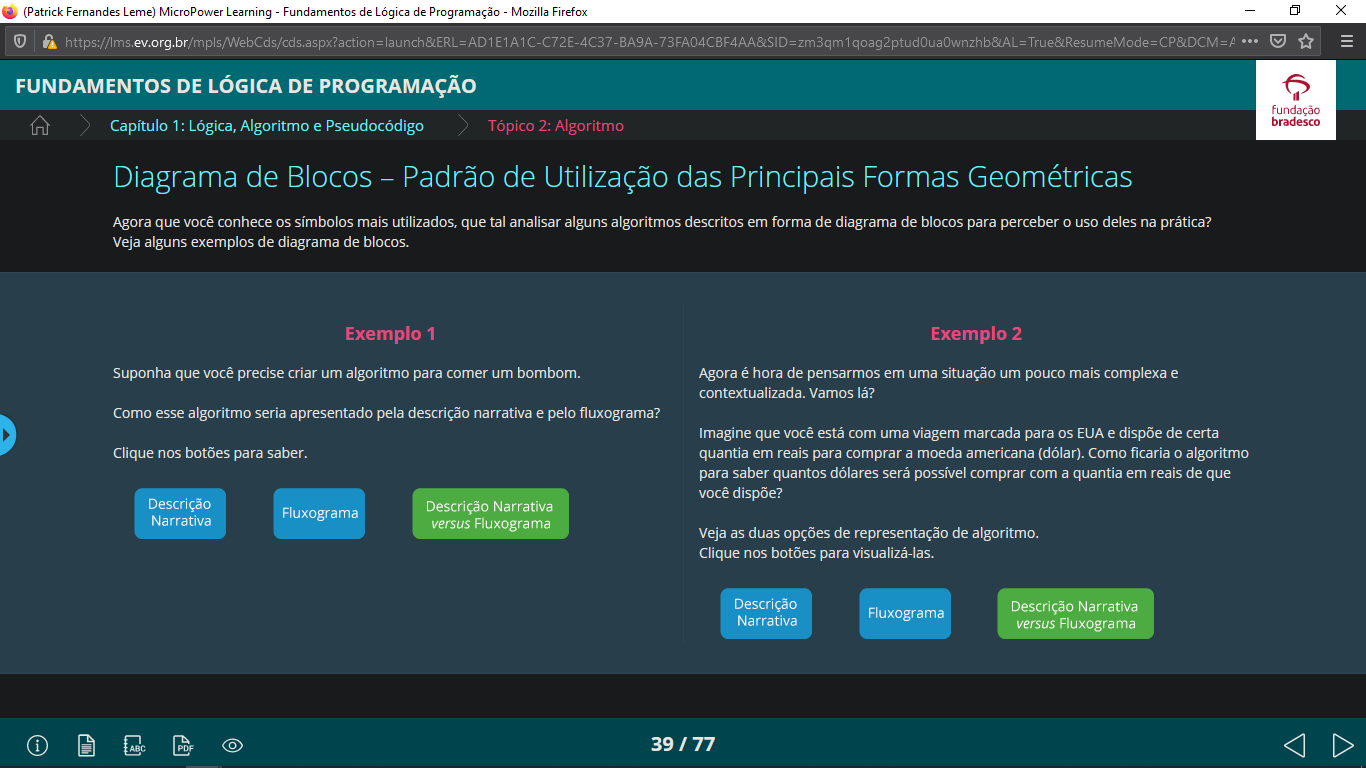 (Patrick Fernandes Leme) MicroPower Learning - Fundamentos de Lógica de Programação - Mozilla Firefox
https://lms.ev.org.br/mpls/WebCds/cds.aspx?action=launch&ERL=AD1E1A1C-C72E-4C37-BA9A-73FA04CBF4AA&SID=zm3qm1qoag2ptud0ua0wnzhb&AL=True&ResumeMode=CP&DCM=A
FUNDAMENTOS DE LÓGICA DE PROGRAMAÇÃO
fundação
bradesco
Capítulo 1: Lógica, Algoritmo e Pseudocódigo
Tópico 2: Algoritmo
Diagrama de Blocos – Padrão de Utilização das Principais Formas Geométricas
Agora que você conhece os símbolos mais utilizados, que tal analisar alguns algoritmos descritos em forma de diagrama de blocos para perceber o uso deles na prática?
Veja alguns exemplos de diagrama de blocos.
Exemplo 1
Suponha que você precise criar um algoritmo para comer um bombom.
Como esse algoritmo seria apresentado pela descrição narrativa e pelo fluxograma?
Clique nos botões para saber.
Descrição
Narrativa
Fluxograma
Descrição Narrativa
versus Fluxograma
Exemplo 2
Agora é hora de pensarmos em uma situação um pouco mais complexa e
contextualizada. Vamos lá?
Imagine que você está com uma viagem marcada para os EUA e dispõe de certa
quantia em reais para comprar a moeda americana (dólar). Como ficaria o algoritmo
para saber quantos dólares será possível comprar com a quantia em reais de que
você dispõe?
Veja as duas opções de representação de algoritmo.
Clique nos botões para visualizá-las.
Descrição
Narrativa
Fluxograma
Descrição Narrativa
versus Fluxograma
ABC
PDF
39 / 77